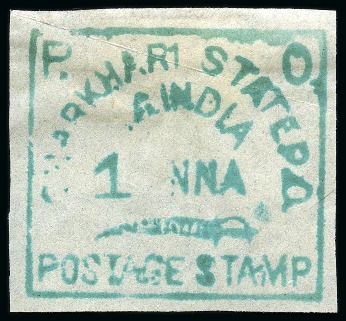 P. O.
CHARKHARI STATE P.O
INDIA
1 ANNA
POSTAGE STAMP